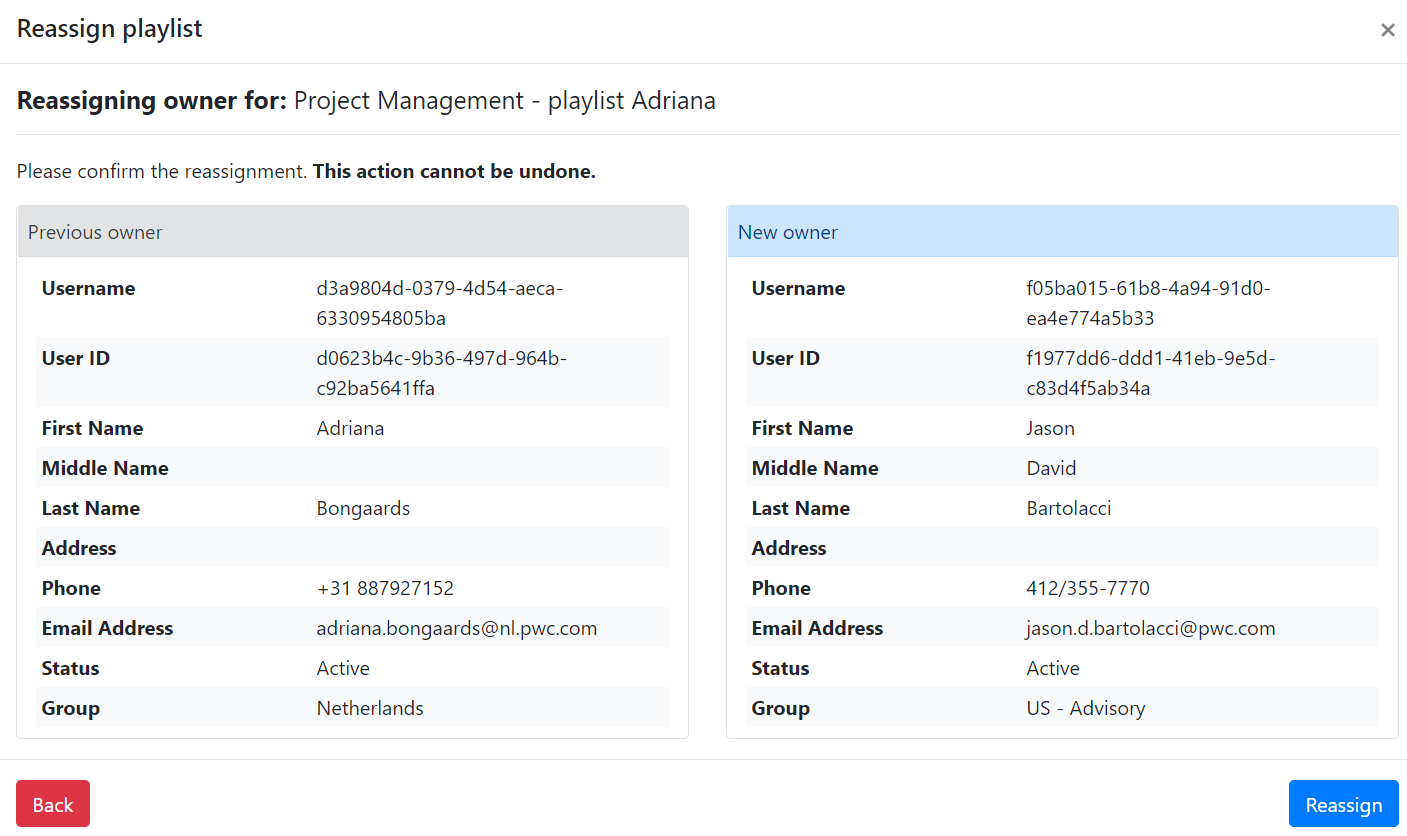 Reassign playlist
×
Reassigning owner for: Project Management - playlist Adriana
Please confirm the reassignment. This action cannot be undone.
Previous owner
Username d3a9804d-0379-4d54-aeca-
6330954805ba
User ID d0623b4c-9b36-497d-964b-
c92ba5641ffa
First Name Adriana
Middle Name
Last Name Bongaards
Address
Phone +31 887927152
Email Address adriana.bongaards@nl.pwc.com
Status Active
Group Netherlands
New owner
Username f05ba015-61b8-4a94-91d0-
ea4e774a5b33
User ID f1977dd6-ddd1-41eb-9e5d-
c83d4f5ab34a
First Name Jason
Middle Name David
Last Name Bartolacci
Address
Phone 412/355-7770
Email Address jason.d.bartolacci@pwc.com
Status Active
Group US - Advisory
Back
Reassign